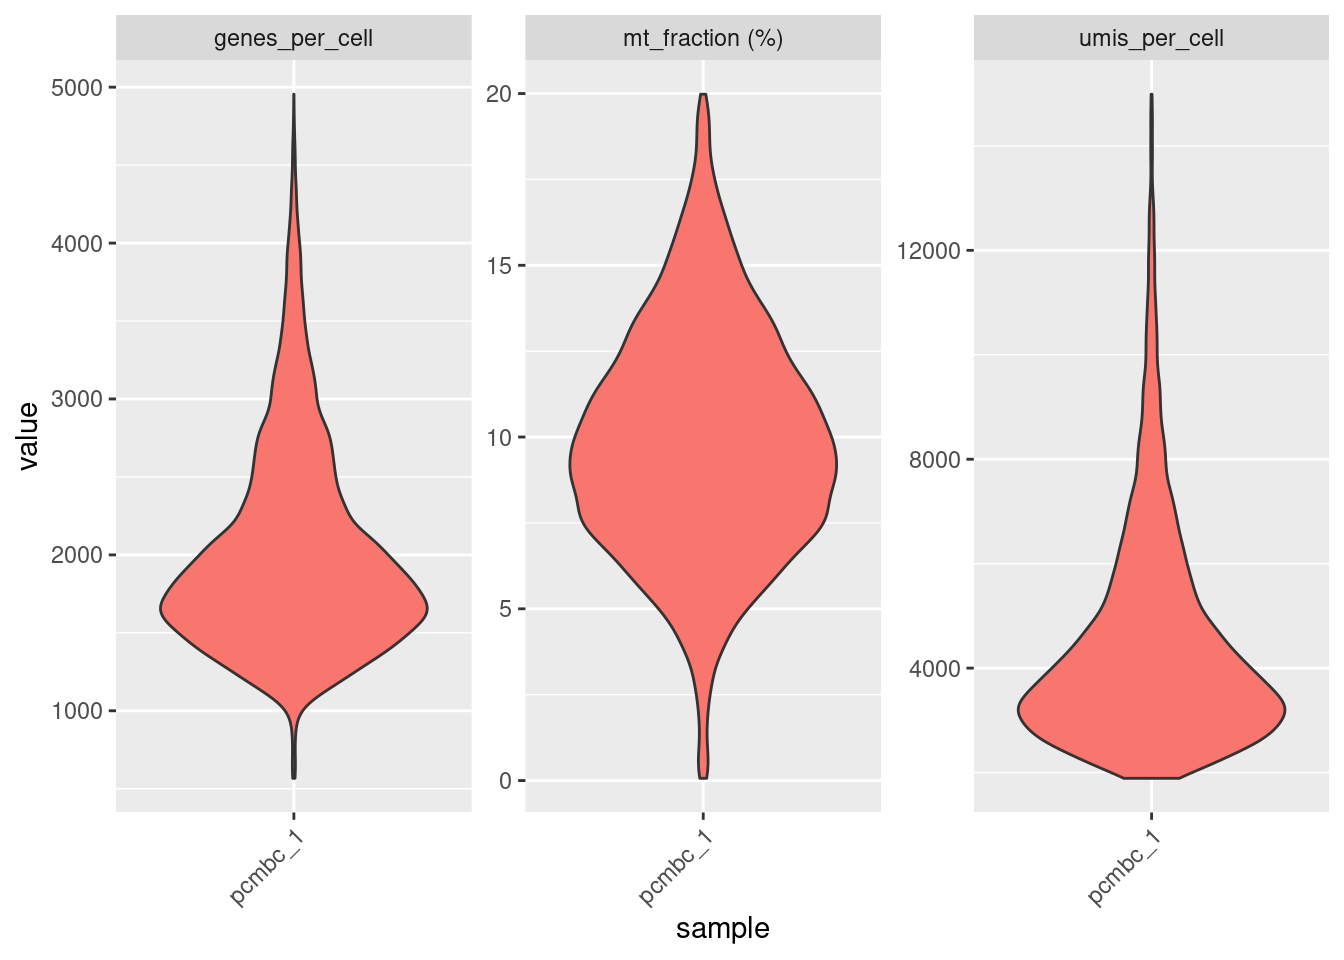 genes_per_cell
mt_fraction (%)
umis_per_cell
value
5000
4000
3000
2000
1000
20
15
10
5
0
12000
8000
4000
pcmbc_1
pcmbc_1
pcmbc_1
sample